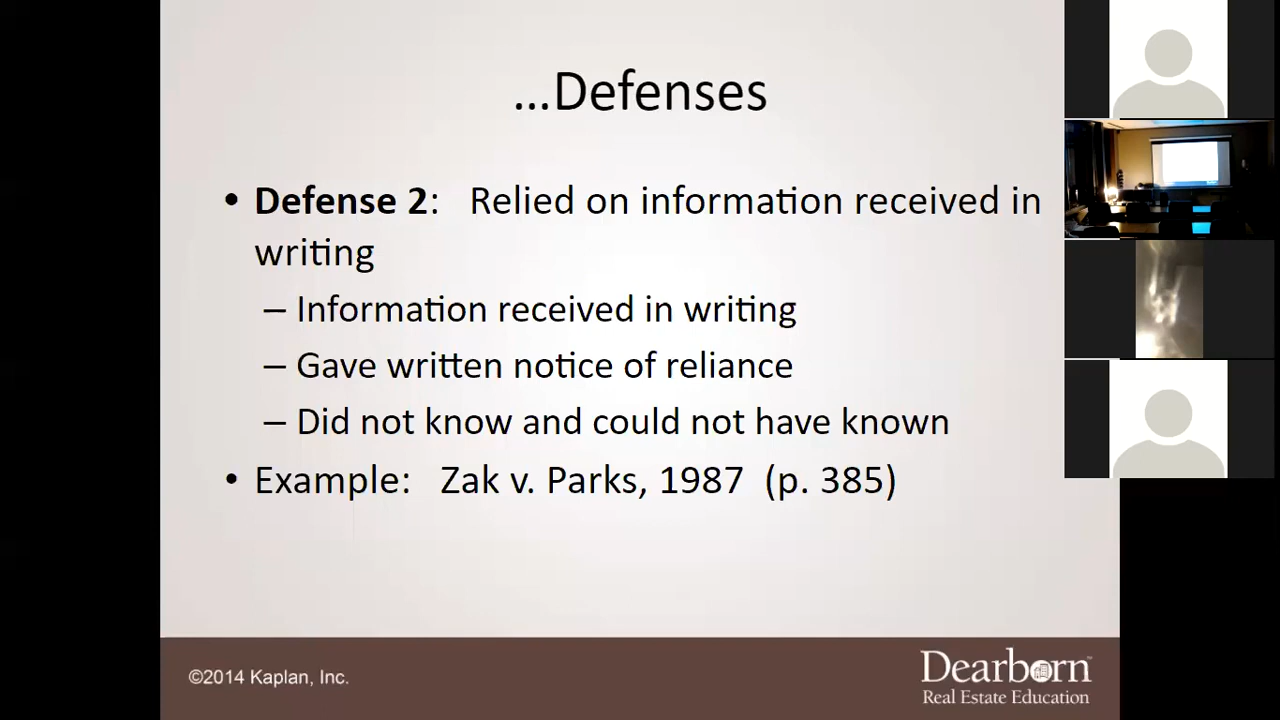 ...Defenses
• Defense 2: Relied on information received in
writing
– Information received in writing
– Gave written notice of reliance
– Did not know and could not have known
• Example: Zak v. Parks, 1987 (p. 385)
©2014 Kaplan, Inc.
Dearborn™
Real Estate Education